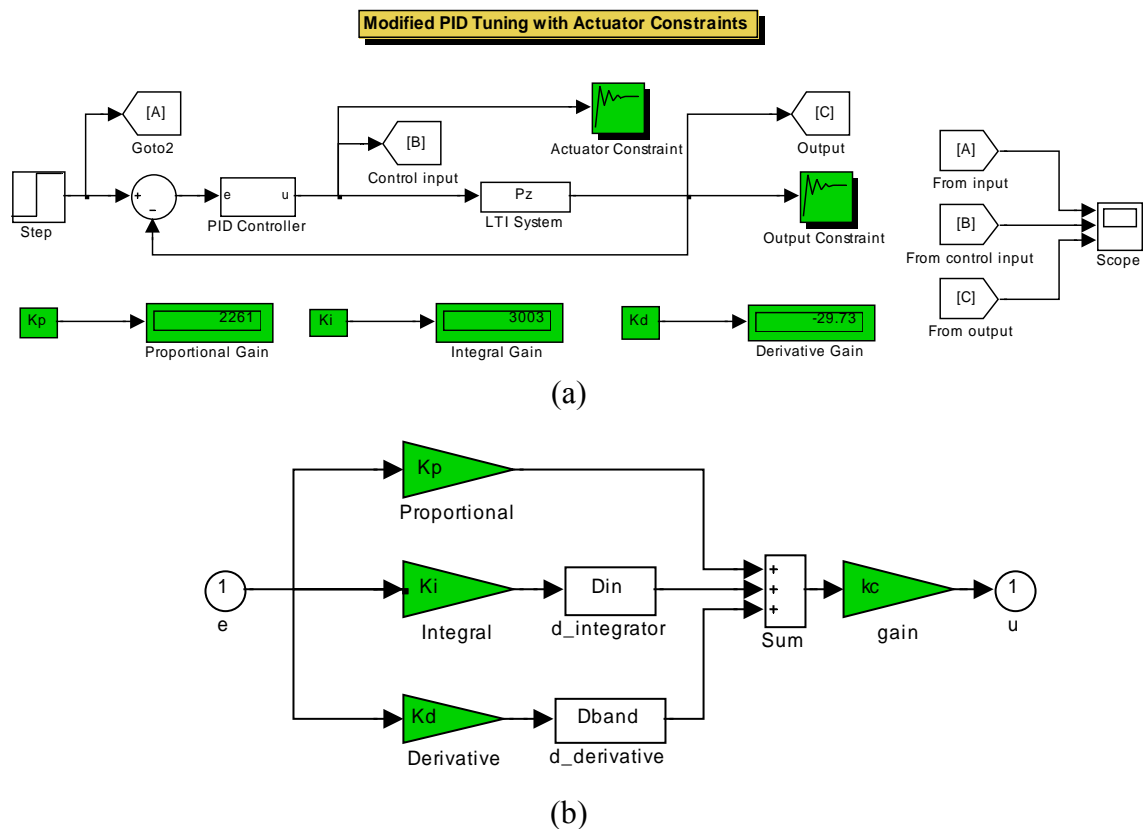 Modified PID Tuning with Actuator Constraints
[A]
Goto2
[B]
Control input
Actuator Constraint
[C]
Output
Step
+
−
e
u
PID Controller
Pz
LTI System
Output Constraint
[A]
From input
[B]
From control input
[C]
From output
Scope
Kp
2261
Proportional Gain
Ki
3003
Integral Gain
Kd
-29.73
Derivative Gain
(a)
Kp
Proportional
1
e
Ki
Integral
Din
d_integrator
+
+
+
Sum
kc
gain
1
u
Kd
Derivative
Dband
d_derivative
(b)